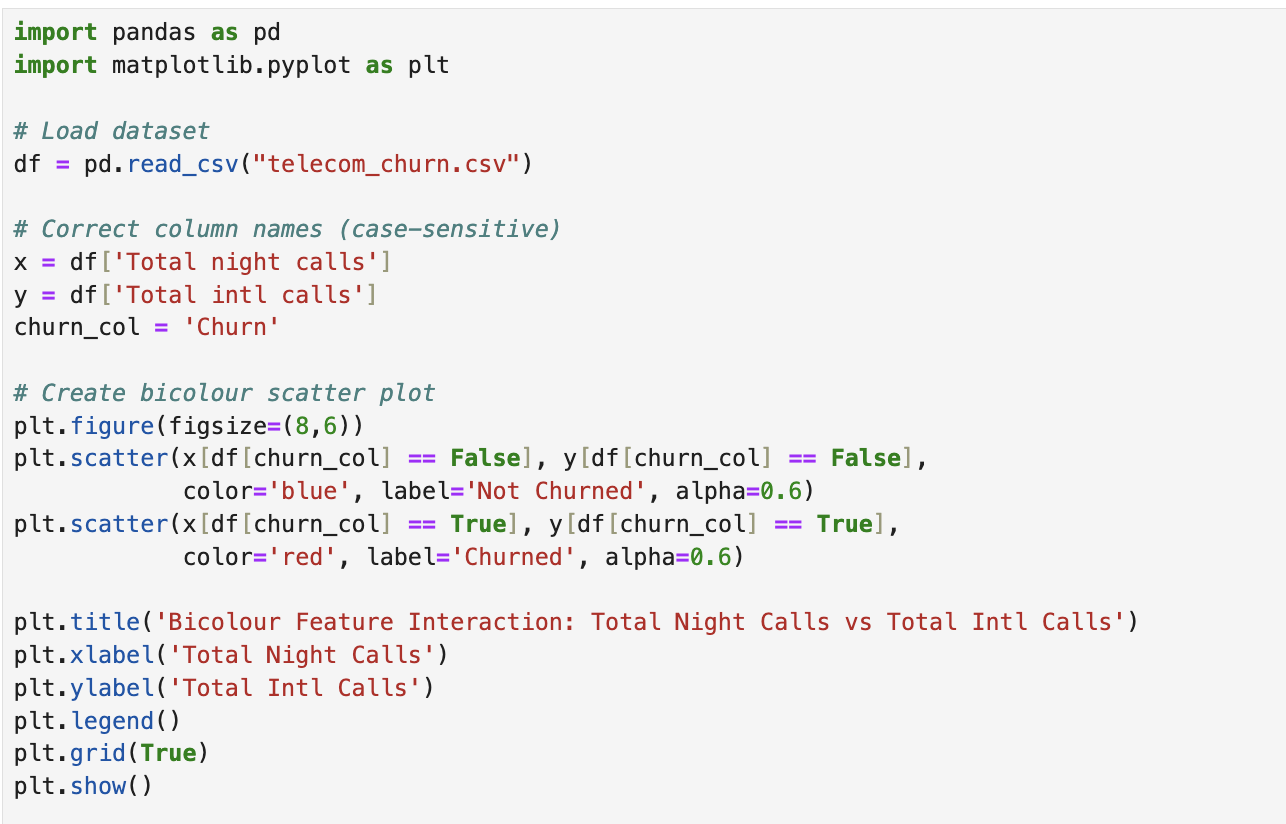 import pandas as pd
import matplotlib.pyplot as plt

# Load dataset
df = pd.read_csv("telecom_churn.csv")

# Correct column names (case-sensitive)
x = df['Total night calls']
y = df['Total intl calls']
churn_col = 'Churn'

# Create bicolour scatter plot
plt.figure(figsize=(8,6))
plt.scatter(x[df[churn_col] == False], y[df[churn_col] == False],
            color='blue', label='Not Churned', alpha=0.6)
plt.scatter(x[df[churn_col] == True], y[df[churn_col] == True],
            color='red', label='Churned', alpha=0.6)

plt.title('Bicolour Feature Interaction: Total Night Calls vs Total Intl Calls')
plt.xlabel('Total Night Calls')
plt.ylabel('Total Intl Calls')
plt.legend()
plt.grid(True)
plt.show()